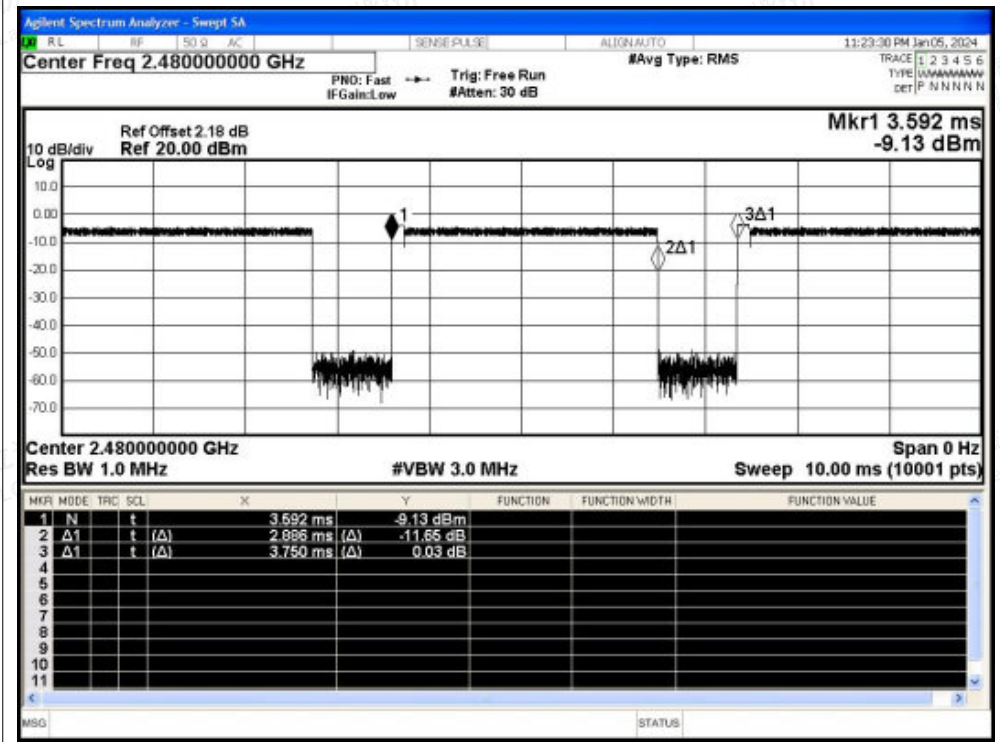 Agilent Spectrum Analyzer - Swept SA
RL RF 50 Ω AC SENSE:PULSE ALIGNAUTO 11:23:30 PM Jan 05, 2024
Center Freq 2.480000000 GHz #Avg Type: RMS TRACE 1 2 3 4 5 6
PNO: Fast Trig: Free Run TYPE
IFGain:Low #Atten: 30 dB DET P N N N N N
Mkr1 3.592 ms
Ref Offset 2.18 dB
10 dB/div Ref 20.00 dBm -9.13 dBm
Log
10.0
0.00
1
3Δ1
-10.0
2Δ1
-20.0
-30.0
-40.0
-50.0
-60.0
-70.0
Center 2.480000000 GHz Span 0 Hz
Res BW 1.0 MHz #VBW 3.0 MHz Sweep 10.00 ms (10001 pts)
MKR MODE TRC SCL X Y FUNCTION FUNCTION WIDTH FUNCTION VALUE
1 N t 3.592 ms -9.13 dBm
2 Δ1 t (Δ) 2.886 ms (Δ) -11.65 dB
3 Δ1 t (Δ) 3.750 ms (Δ) 0.03 dB
4
5
6
7
8
9
10
11
MSG STATUS